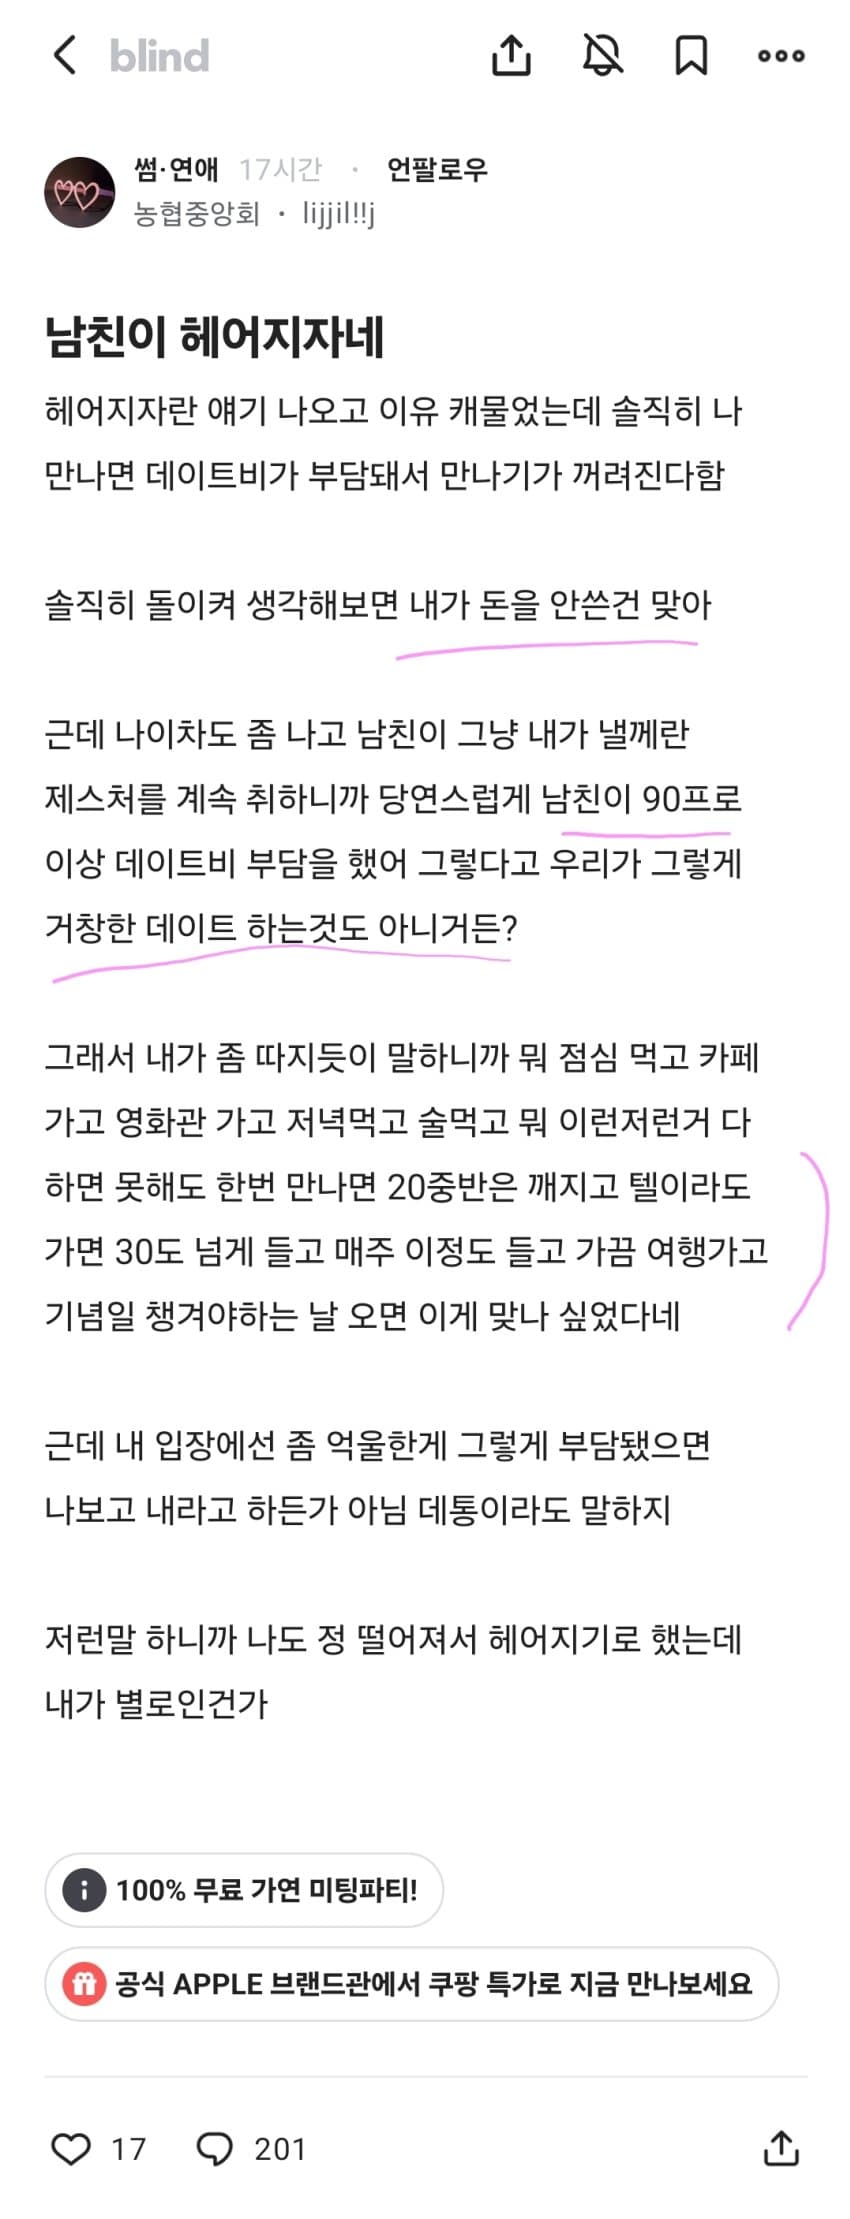 blind
썸·연애 17시간 · 언팔로우
농협중앙회 · lijjil!!j
남친이 헤어지자네
헤어지자란 얘기 나오고 이유 캐물었는데 솔직히 나
만나면 데이트비가 부담돼서 만나기가 꺼려진다함
솔직히 돌이켜 생각해보면 내가 돈을 안쓴건 맞아
근데 나이차도 좀 나고 남친이 그냥 내가 낼께란
제스처를 계속 취하니까 당연스럽게 남친이 90프로
이상 데이트비 부담을 했어 그렇다고 우리가 그렇게
거창한 데이트 하는것도 아니거든?
그래서 내가 좀 따지듯이 말하니까 뭐 점심 먹고 카페
가고 영화관 가고 저녁먹고 술먹고 뭐 이런저런거 다
하면 못해도 한번 만나면 20중반은 깨지고 텔이라도
가면 30도 넘게 들고 매주 이정도 들고 가끔 여행가고
기념일 챙겨야하는 날 오면 이게 맞나 싶었다네
근데 내 입장에선 좀 억울한게 그렇게 부담됐으면
나보고 내라고 하든가 아님 데통이라도 말하지
저런말 하니까 나도 정 떨어져서 헤어지기로 했는데
내가 별로인건가
100% 무료 가연 미팅파티!
공식 APPLE 브랜드관에서 쿠팡 특가로 지금 만나보세요
17 201